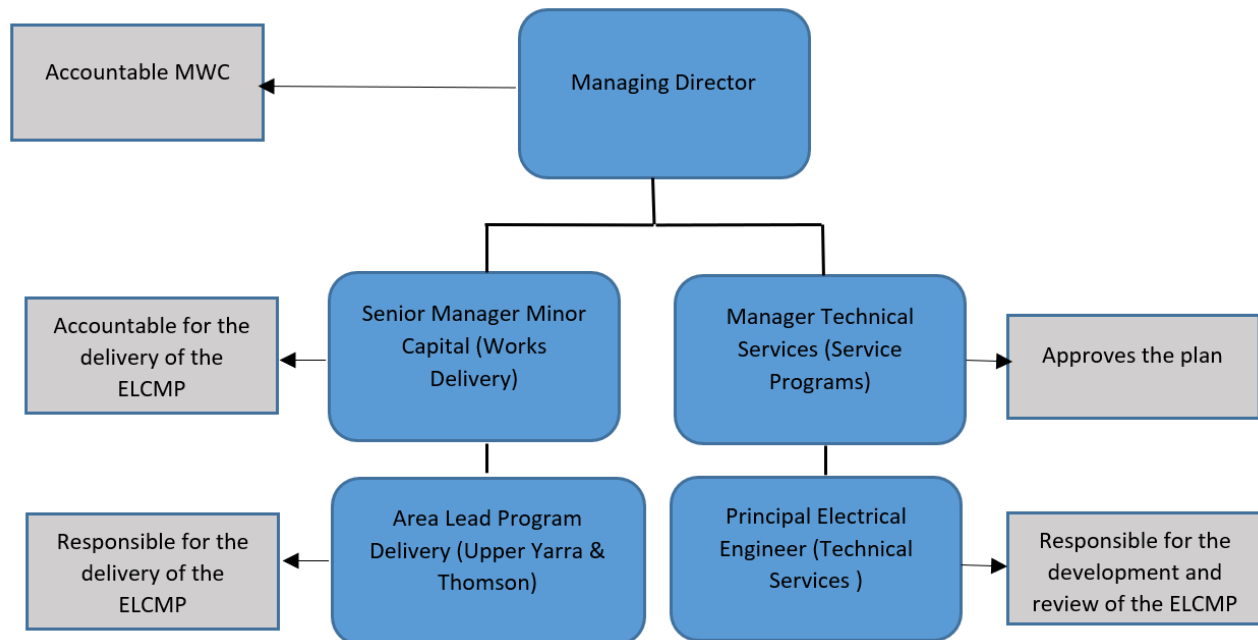 Accountable MWC
Managing Director
Accountable for the
delivery of the
ELCMP
Senior Manager Minor
Capital (Works
Delivery)
Manager Technical
Services (Service
Programs)
Approves the plan
Responsible for the
delivery of the
ELCMP
Area Lead Program
Delivery (Upper Yarra &
Thomson)
Principal Electrical
Engineer (Technical
Services )
Responsible for the
development and
review of the ELCMP